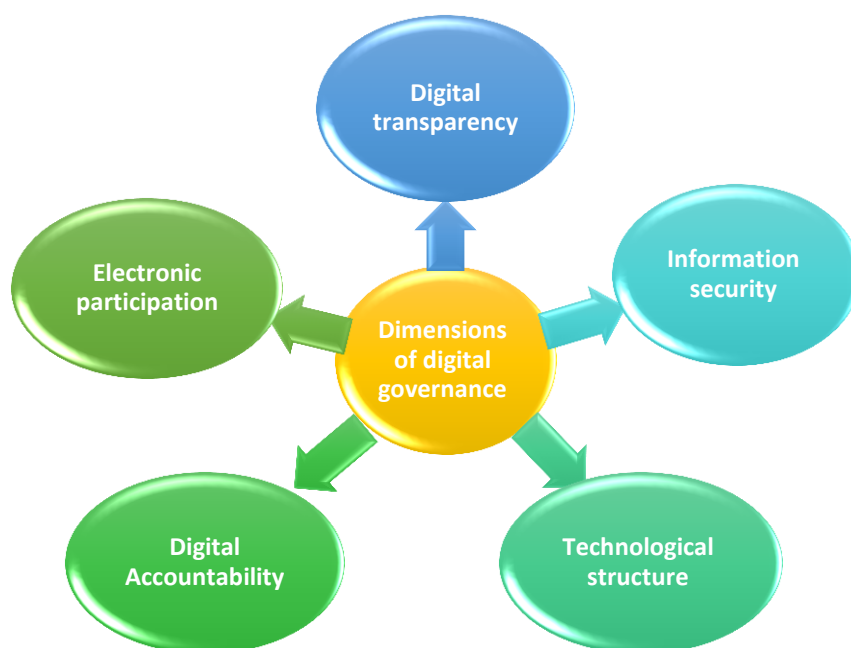 Digital
transparency
Information
security
Technological
structure
Digital
Accountability
Electronic
participation
Dimensions
of digital
governance